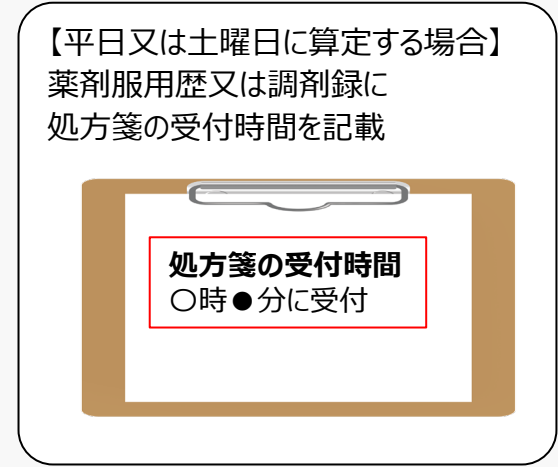 【平日又は土曜日に算定する場合】
薬剤服用歴又は調剤録に
処方箋の受付時間を記載
処方箋の受付時間
〇時●分に受付